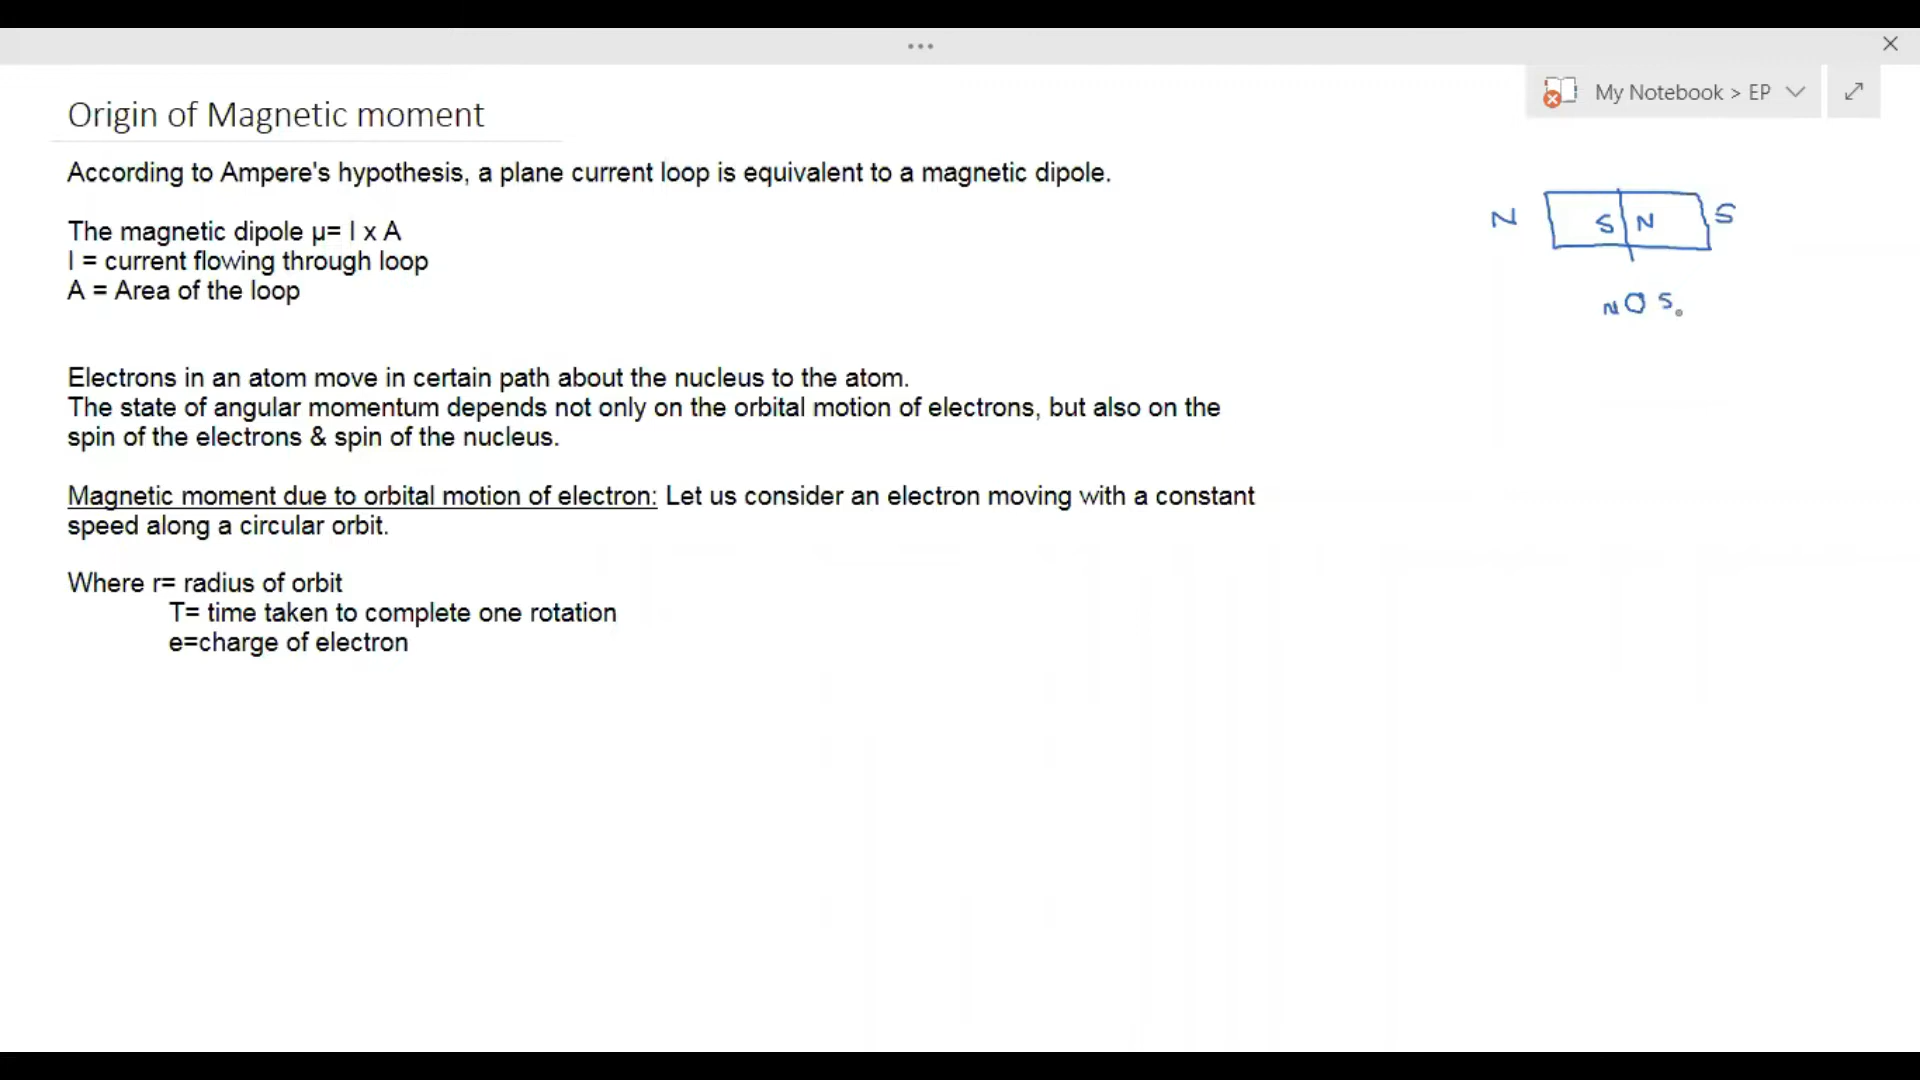 My Notebook > EP
Origin of Magnetic moment
According to Ampere's hypothesis, a plane current loop is equivalent to a magnetic dipole.
N S N S
The magnetic dipole μ= I x A
I = current flowing through loop
A = Area of the loop
N O S
Electrons in an atom move in certain path about the nucleus to the atom.
The state of angular momentum depends not only on the orbital motion of electrons, but also on the
spin of the electrons & spin of the nucleus.
Magnetic moment due to orbital motion of electron: Let us consider an electron moving with a constant
speed along a circular orbit.
Where r= radius of orbit
T= time taken to complete one rotation
e=charge of electron